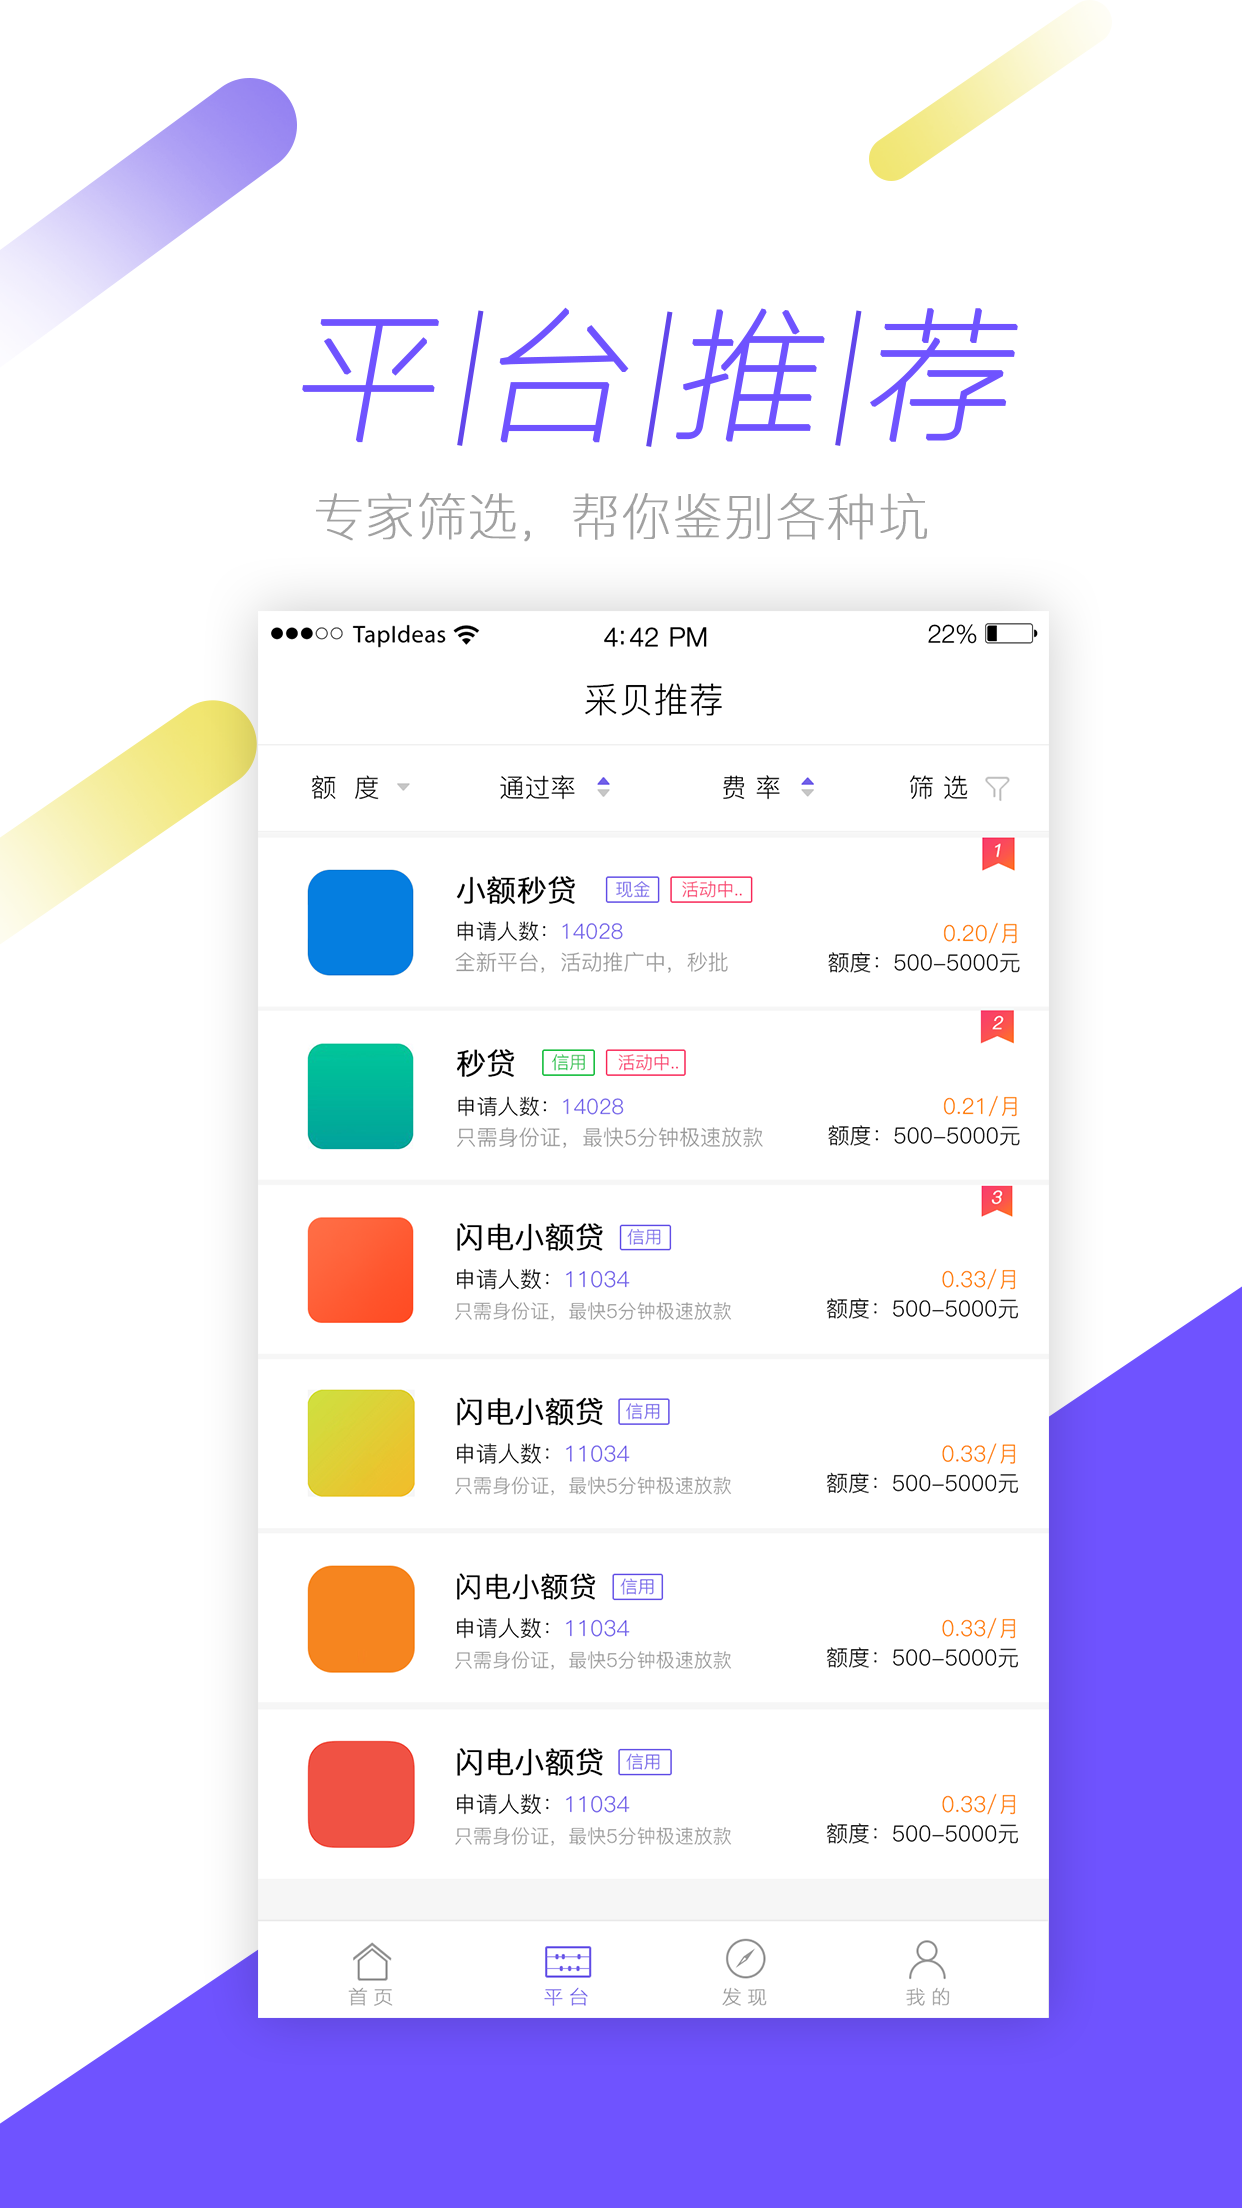 平|台|推|荐
专家筛选，帮你鉴别各种坑
TapIdeas 4:42 PM 22%
采贝推荐
额 度 通过率 费 率 筛 选
1
小额秒贷 现金 活动中..
申请人数：14028 0.20/月
全新平台，活动推广中，秒批 额度：500-5000元
2
秒贷 信用 活动中..
申请人数：14028 0.21/月
只需身份证，最快5分钟极速放款 额度：500-5000元
3
闪电小额贷 信用
申请人数：11034 0.33/月
只需身份证，最快5分钟极速放款 额度：500-5000元
闪电小额贷 信用
申请人数：11034 0.33/月
只需身份证，最快5分钟极速放款 额度：500-5000元
闪电小额贷 信用
申请人数：11034 0.33/月
只需身份证，最快5分钟极速放款 额度：500-5000元
闪电小额贷 信用
申请人数：11034 0.33/月
只需身份证，最快5分钟极速放款 额度：500-5000元
首页 平台 发现 我的